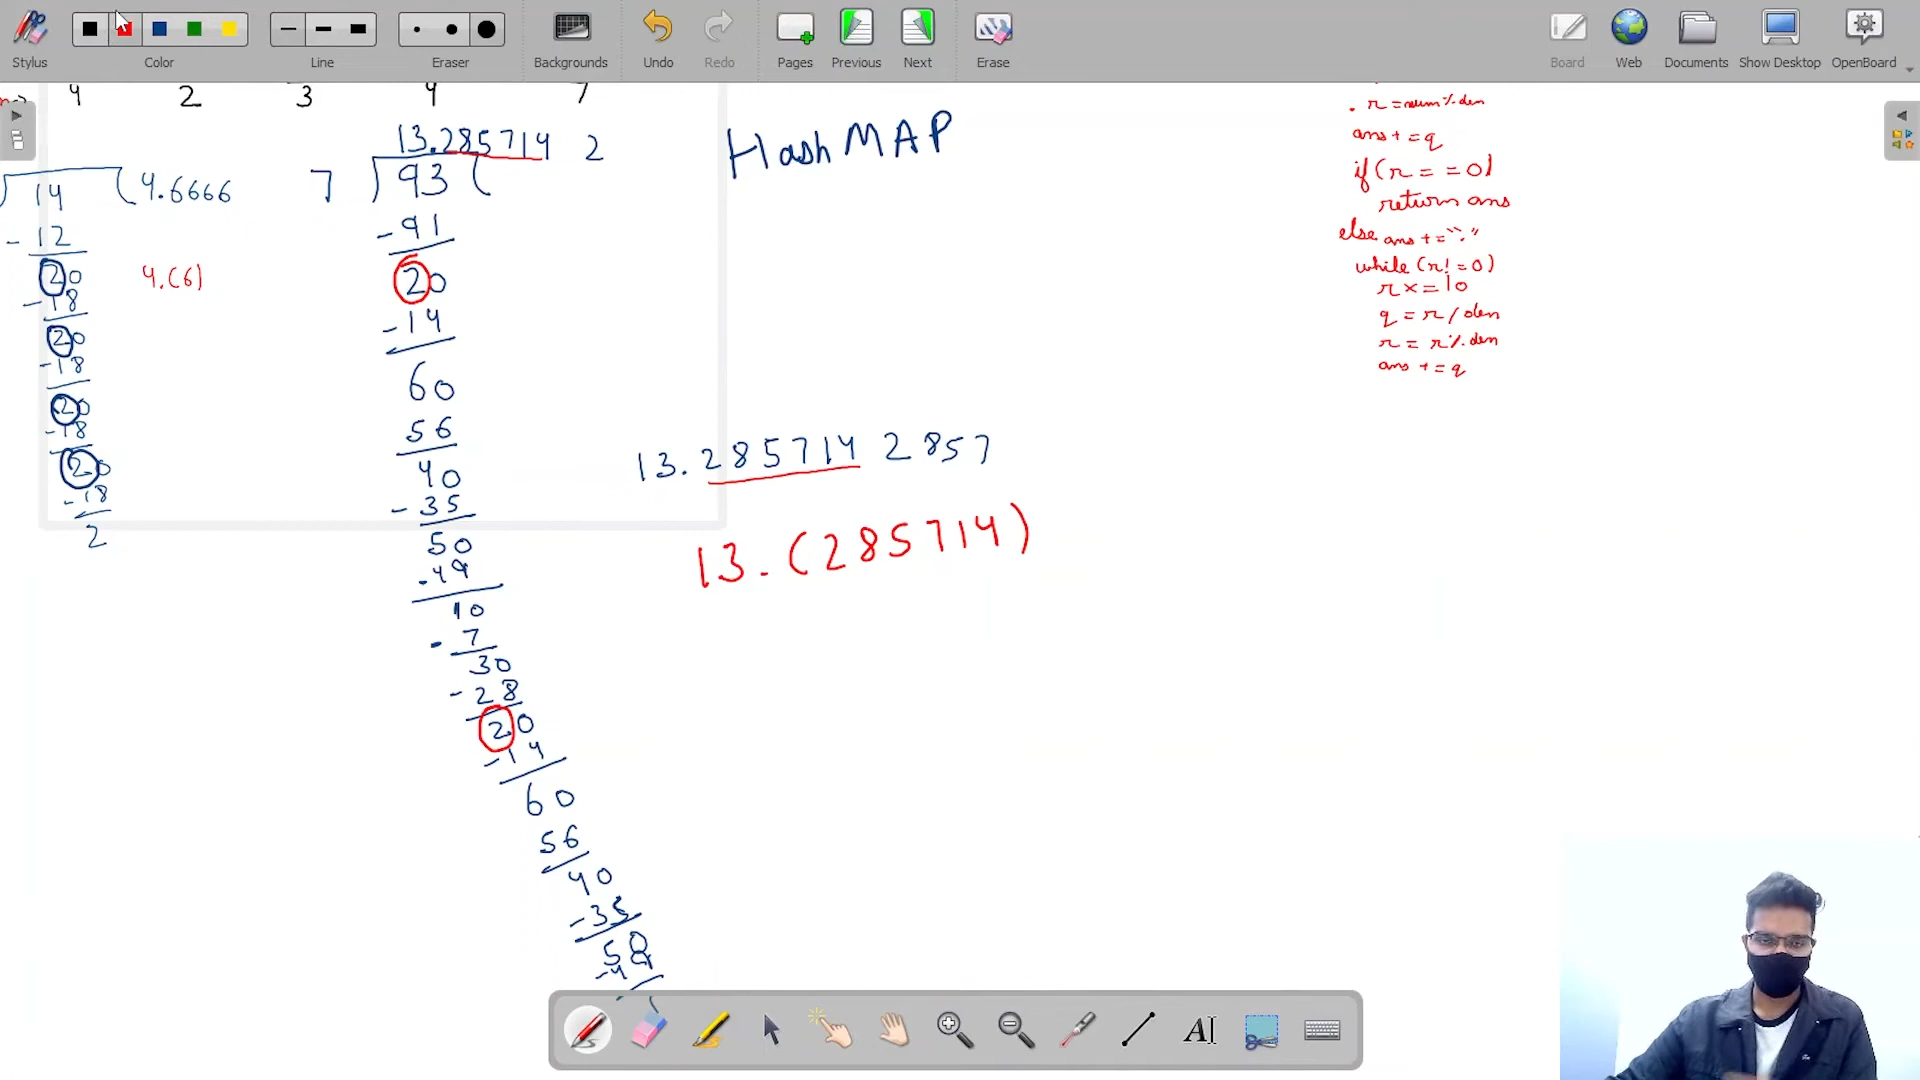 Stylus
Color
Line
Eraser
Backgrounds
Undo
Redo
Pages
Previous
Next
Erase
Board
Web
Documents
Show Desktop
OpenBoard
4 2 3 4 7
14
4.6666
- 12
20
4.(6)
- 18
20
- 18
20
- 18
20
- 18
2
13.285714 2
7 93
- 91
20
- 14
60
56
40
- 35
50
- 49
10
- 7
30
- 28
20
- 14
60
56
40
- 35
50
- 49
HashMAP
13.285714 2857
13.(285714)
r = num % den
ans + = q
if (r = = 0)
return ans
else ans + = "."
while (r! = 0)
r x = 10
q = r / den
r = r % den
ans + = q
AI